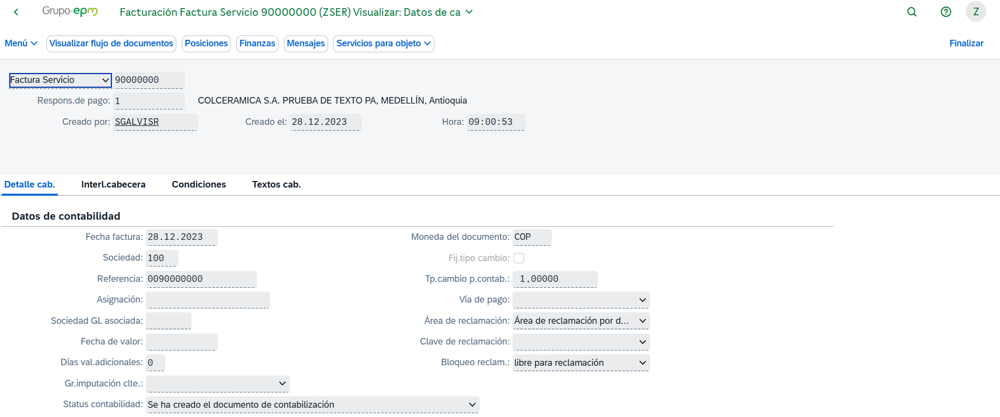 Grupo·epm Facturación Factura Servicio 90000000 (ZSER) Visualizar: Datos de ca Z
Menú Visualizar flujo de documentos Posiciones Finanzas Mensajes Servicios para objeto Finalizar
Factura Servicio 90000000
Respons.de pago: 1 COLCERAMICA S.A. PRUEBA DE TEXTO PA, MEDELLÍN, Antioquia
Creado por: SGALVISR Creado el: 28.12.2023 Hora: 09:00:53
Detalle cab. Interl.cabecera Condiciones Textos cab.
Datos de contabilidad
Fecha factura: 28.12.2023 Moneda del documento: COP
Sociedad: 100 Fij.tipo cambio:
Referencia: 0090000000 Tp.cambio p.contab.: 1,00000
Asignación: Vía de pago:
Sociedad GL asociada: Área de reclamación: Área de reclamación por d...
Fecha de valor: Clave de reclamación:
Días val.adicionales: 0 Bloqueo reclam.: libre para reclamación
Gr.imputación clte.:
Status contabilidad: Se ha creado el documento de contabilización